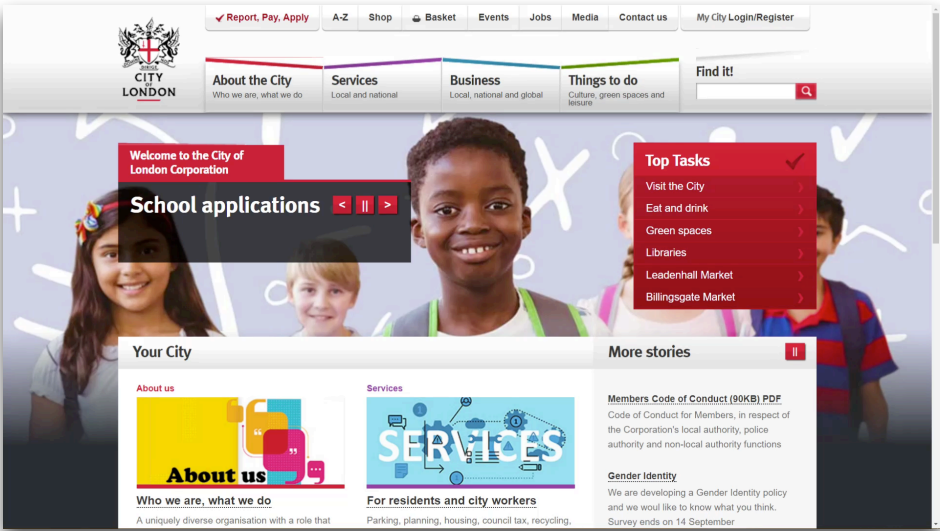 Report, Pay, Apply
A-Z
Shop
Basket
Events
Jobs
Media
Contact us
My City Login/Register
CITY
OF
LONDON
About the City
Who we are, what we do
Services
Local and national
Business
Local, national and global
Things to do
Culture, green spaces and
leisure
Find it!
Welcome to the City of
London Corporation
School applications
<
||
>
Top Tasks
Visit the City
Eat and drink
Green spaces
Libraries
Leadenhall Market
Billingsgate Market
Your City
About us
About us
Who we are, what we do
A uniquely diverse organisation with a role that
Services
SERVICES
For residents and city workers
Parking, planning, housing, council tax, recycling,
More stories
||
Members Code of Conduct (90KB) PDF
Code of Conduct for Members, in respect of
the Corporation's local authority, police
authority and non-local authority functions
Gender Identity
We are developing a Gender Identity policy
and we woul like to know what you think.
Survey ends on 14 September